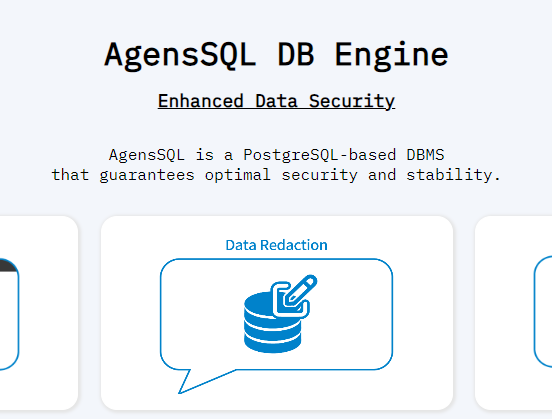 AgensSQL DB Engine
Enhanced Data Security
AgensSQL is a PostgreSQL-based DBMS
that guarantees optimal security and stability.
Data Redaction